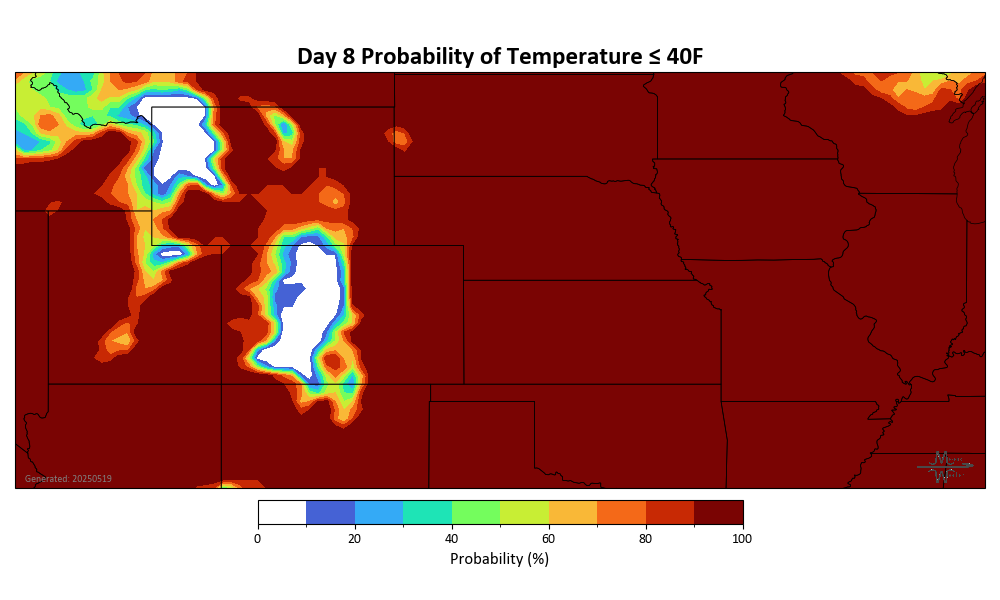 Day 8 Probability of Temperature ≤ 40F
Generated: 20250519
0 20 40 60 80 100
Probability (%)